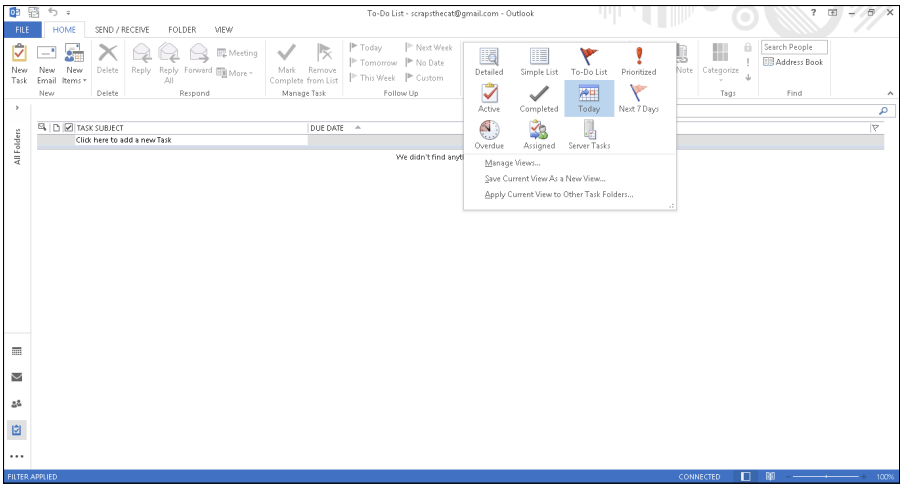 To-Do List - scrapsthecat@gmail.com - Outlook
?
FILE HOME SEND / RECEIVE FOLDER VIEW
New Task
New Email
New Items
New
Delete
Delete
Reply
Reply All
Forward
Meeting
More
Respond
Mark Complete
Remove from List
Manage Task
Today
Tomorrow
This Week
Next Week
No Date
Custom
Follow Up
Detailed Simple List To-Do List Prioritized
Active Completed Today Next 7 Days
Overdue Assigned Server Tasks
Manage Views...
Save Current View As a New View...
Apply Current View to Other Task Folders...
Note
Categorize
Tags
Search People
Address Book
Find
All Folders
TASK SUBJECT DUE DATE
Click here to add a new Task
We didn't find
FILTER APPLIED
CONNECTED
100%